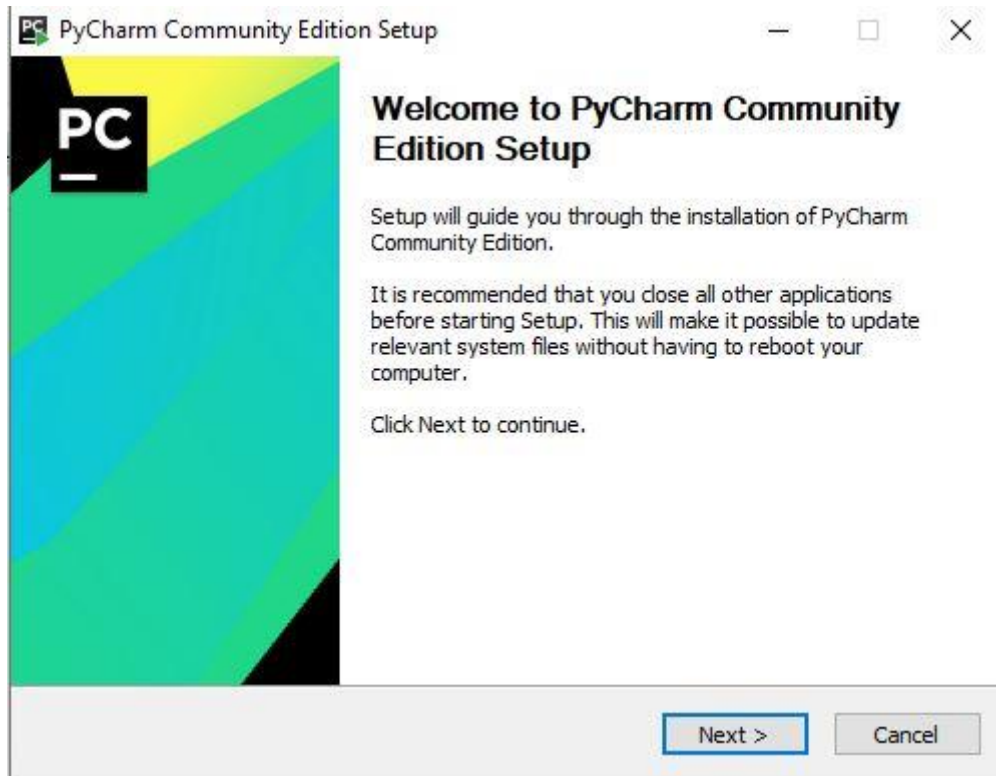 PyCharm Community Edition Setup
PC
Welcome to PyCharm Community
Edition Setup
Setup will guide you through the installation of PyCharm
Community Edition.
It is recommended that you close all other applications
before starting Setup. This will make it possible to update
relevant system files without having to reboot your
computer.
Click Next to continue.
Next >
Cancel